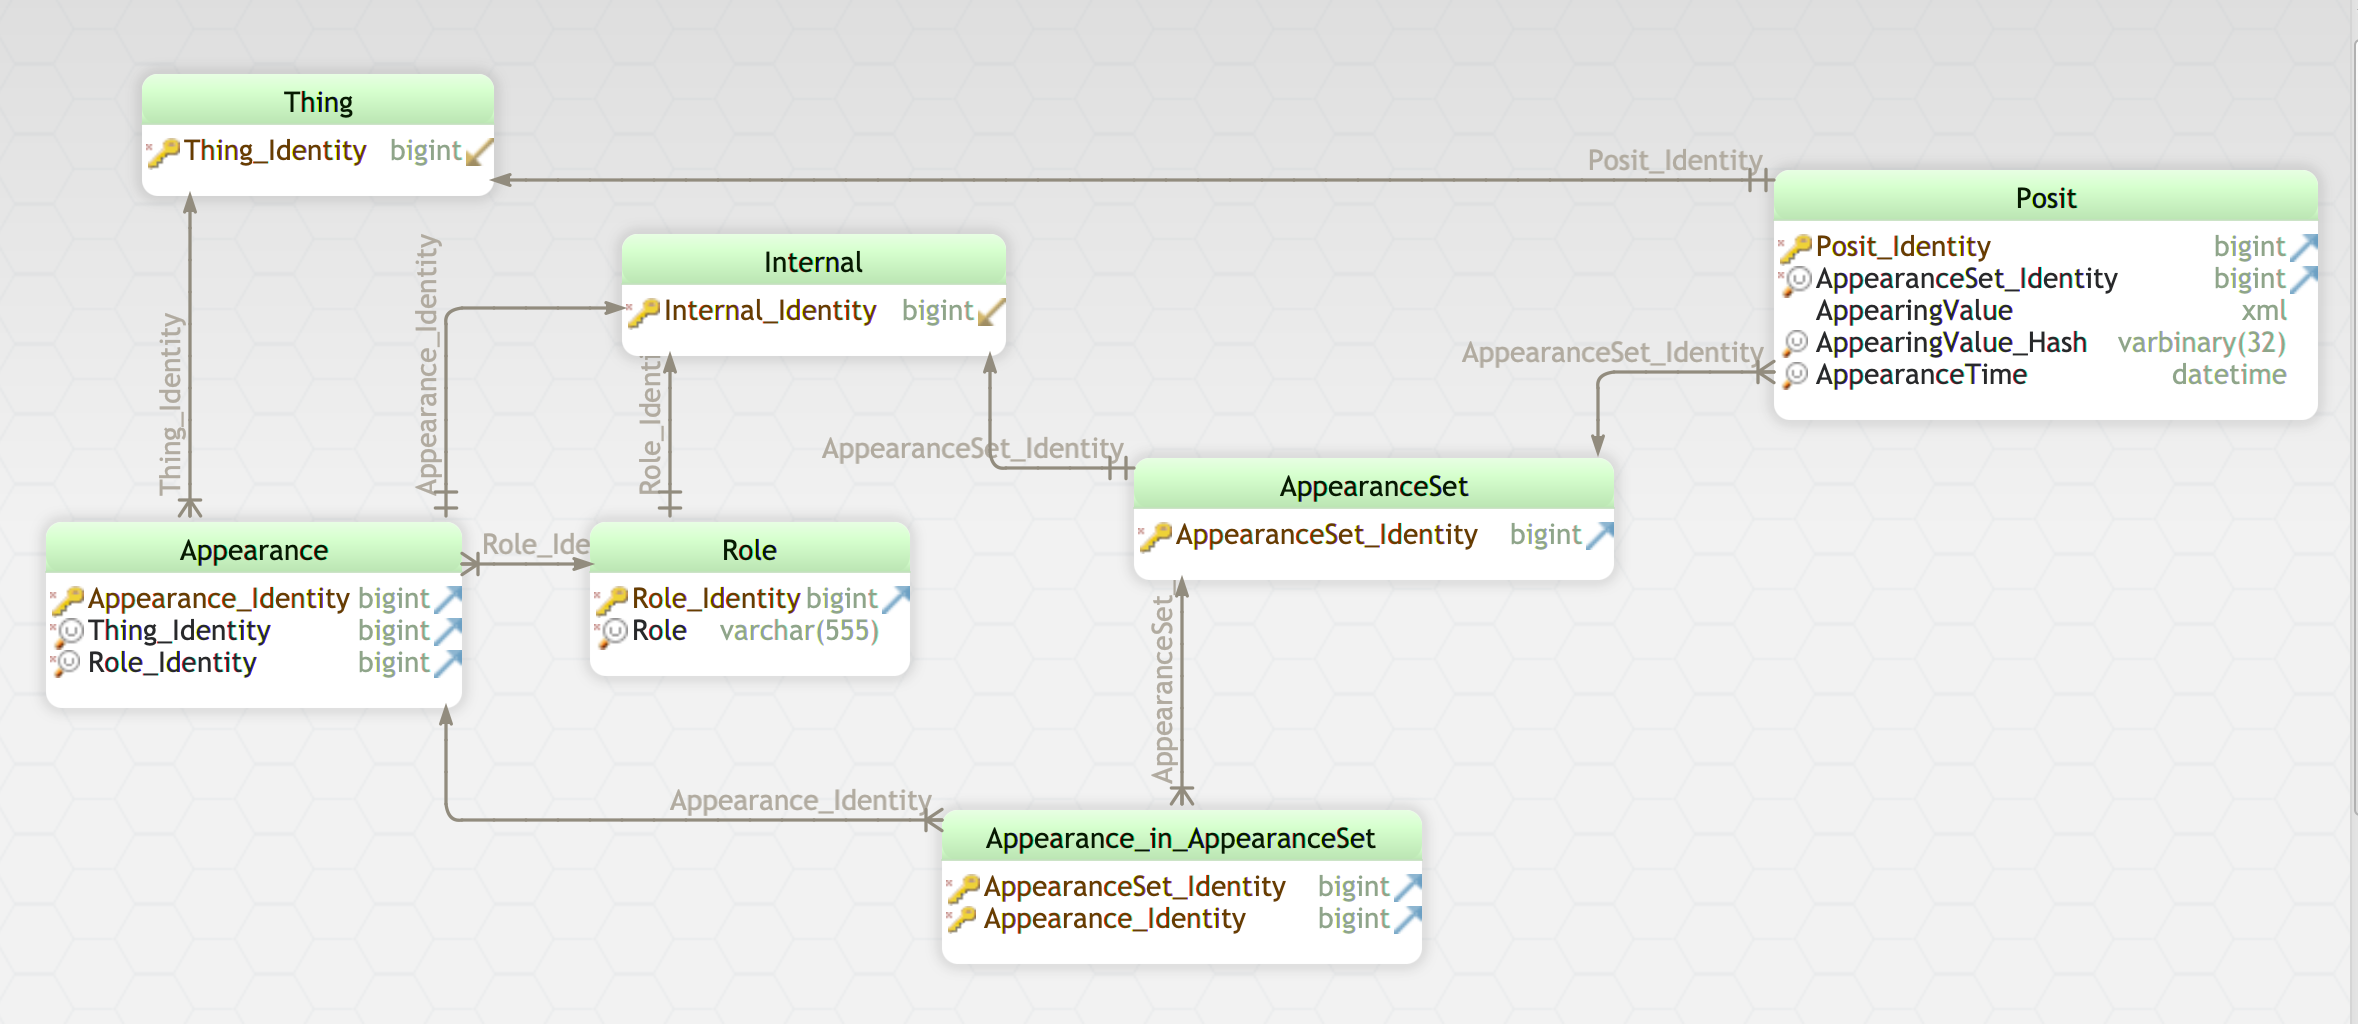 Thing
Thing_Identity bigint
Posit_Identity
Posit
Posit_Identity bigint
AppearanceSet_Identity bigint
AppearingValue xml
AppearingValue_Hash varbinary(32)
AppearanceTime datetime
Internal
Internal_Identity bigint
Thing_Identity
Appearance_Identity
Role_Identi
AppearanceSet_Identity
AppearanceSet_Identity
AppearanceSet
AppearanceSet_Identity bigint
Appearance
Appearance_Identity bigint
Thing_Identity bigint
Role_Identity bigint
Role_Ide
Role
Role_Identity bigint
Role varchar(555)
AppearanceSet_
Appearance_Identity
Appearance_in_AppearanceSet
AppearanceSet_Identity bigint
Appearance_Identity bigint